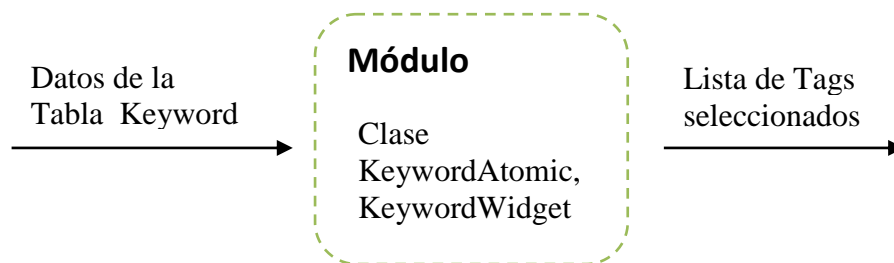 Datos de la
Tabla Keyword
Módulo
Clase
KeywordAtomic,
KeywordWidget
Lista de Tags
seleccionados